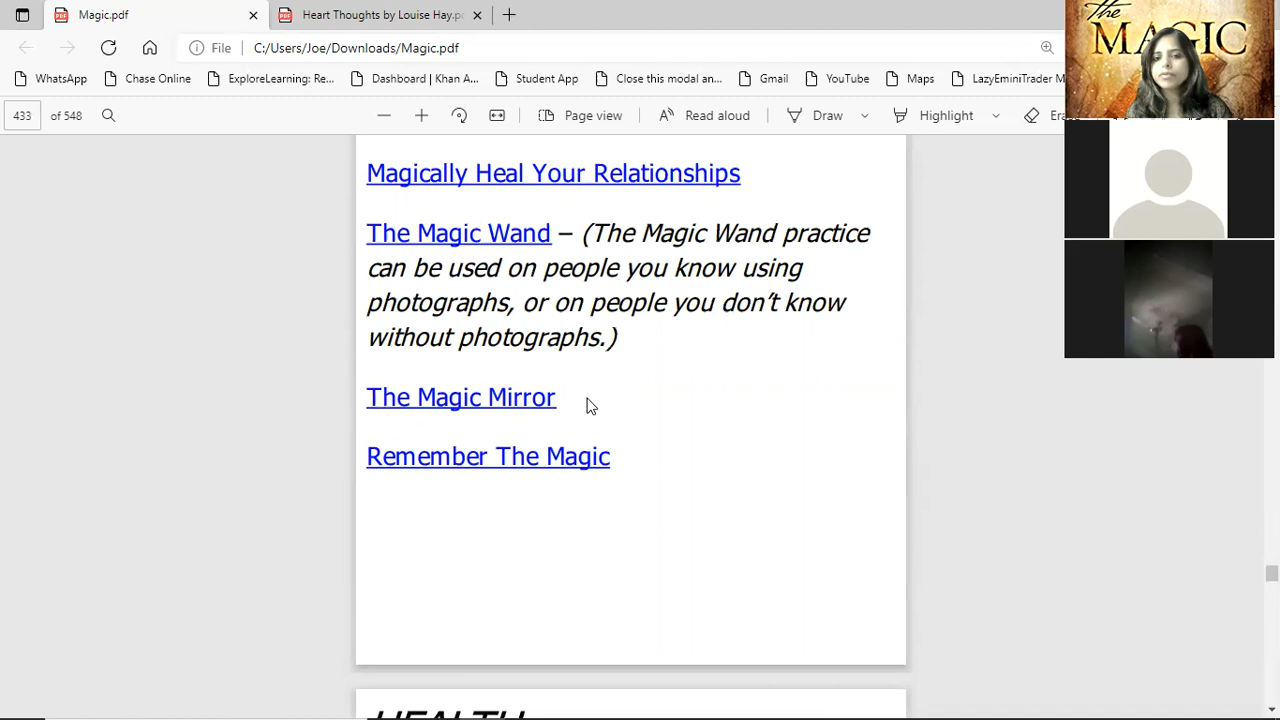 Magic.pdf
Heart Thoughts by Louise Hay.p
File C:/Users/Joe/Downloads/Magic.pdf
WhatsApp Chase Online ExploreLearning: Re... Dashboard | Khan A... Student App Close this modal an... Gmail YouTube Maps LazyEminiTrader M
433 of 548 Page view Read aloud Draw Highlight Era
The
MAGIC
Magically Heal Your Relationships
The Magic Wand – (The Magic Wand practice
can be used on people you know using
photographs, or on people you don’t know
without photographs.)
The Magic Mirror
Remember The Magic
HEALTH